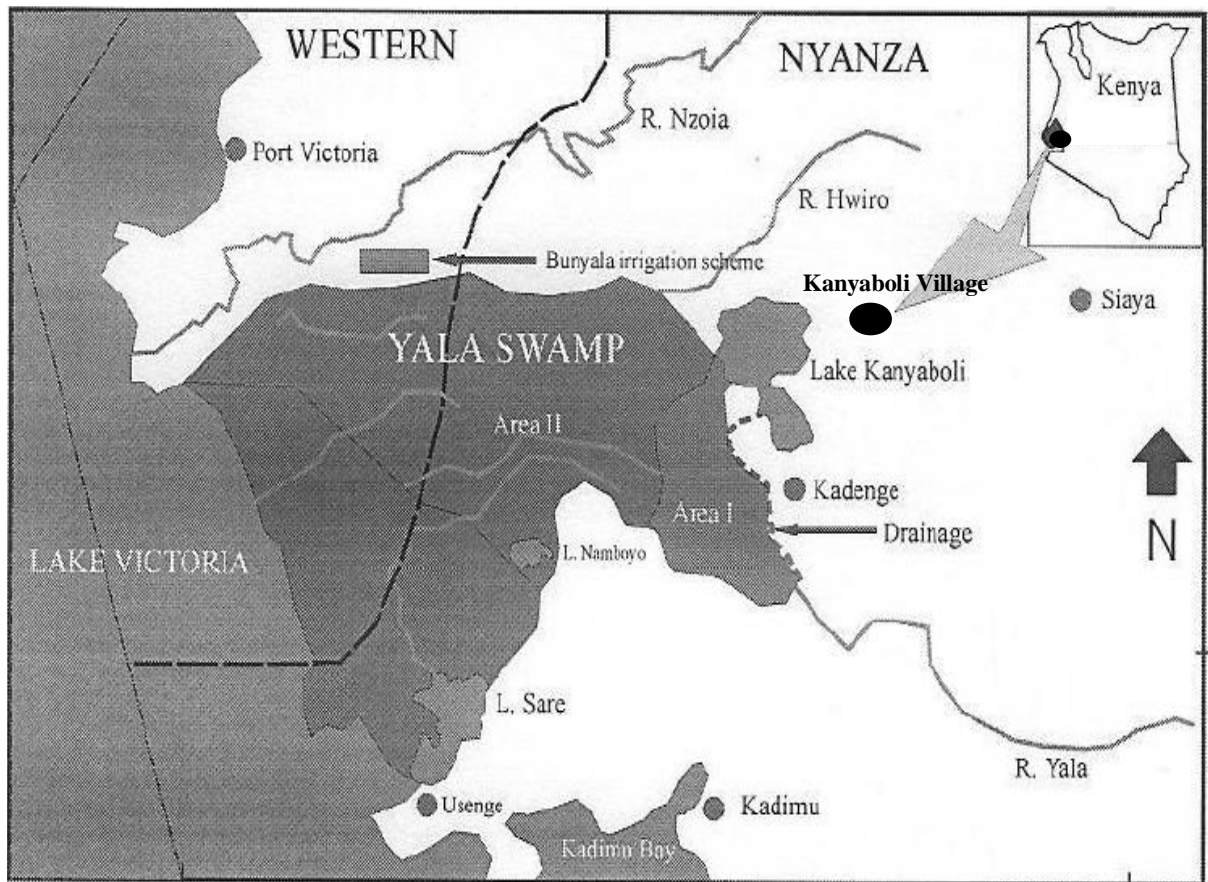 WESTERN
NYANZA
Kenya
R. Nzoia
Port Victoria
R. Hwiro
Bunyala irrigation scheme
Kanyaboli Village
Siaya
YALA SWAMP
Lake Kanyaboli
Area II
Kadenge
Area I
Drainage
N
L. Namboyo
LAKE VICTORIA
L. Sare
R. Yala
Usenge
Kadimu
Kadimu Bay